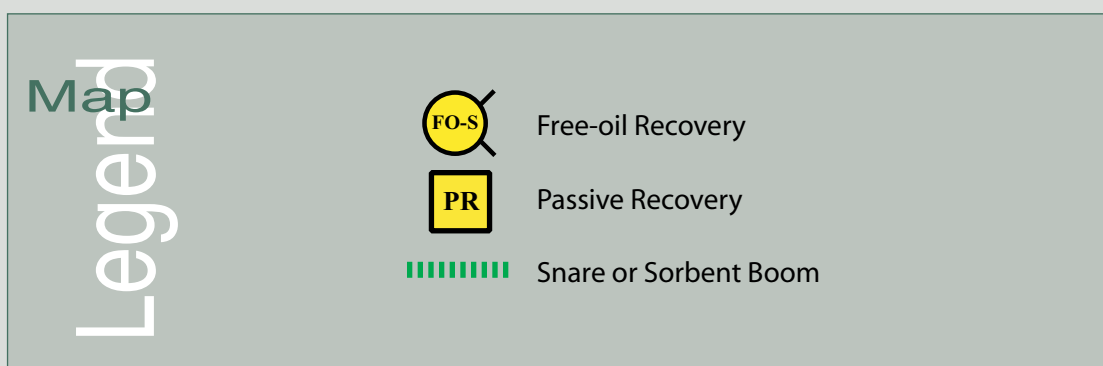 Map
Legend
FO-S Free-oil Recovery
PR Passive Recovery
Snare or Sorbent Boom